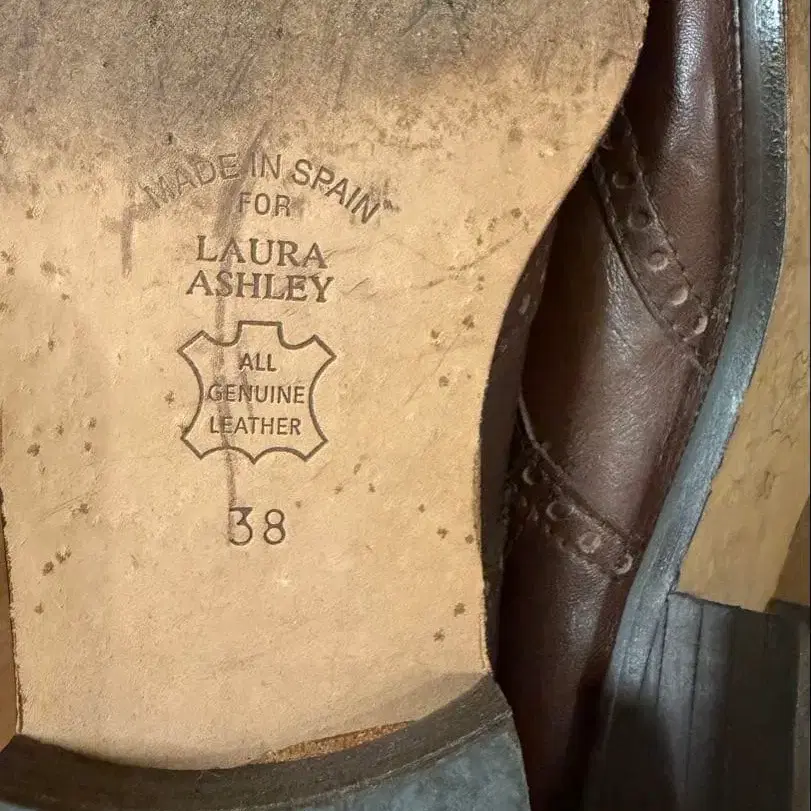 MADE IN SPAIN
FOR
LAURA
ASHLEY
ALL
GENUINE
LEATHER
38